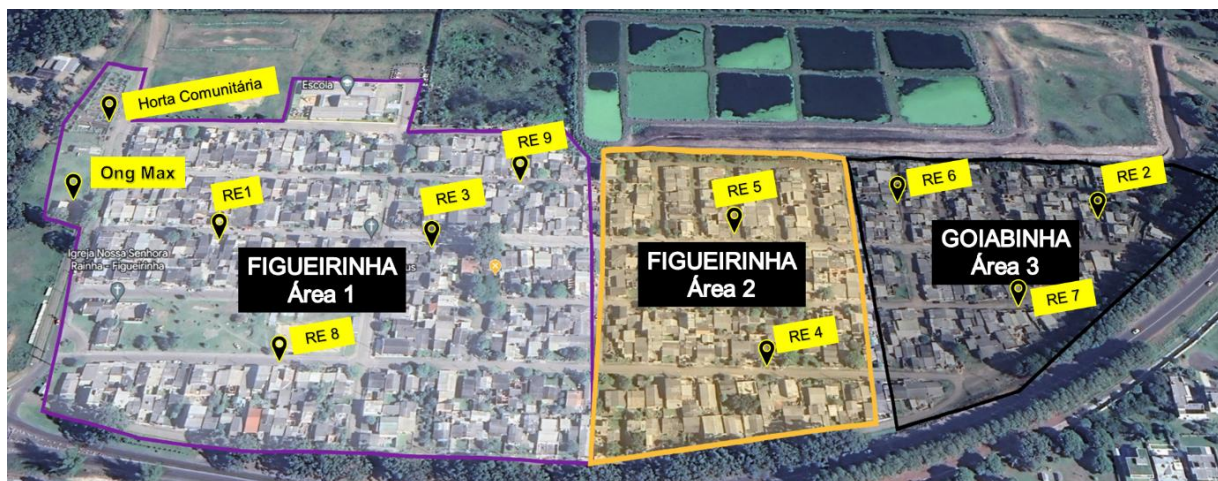 Horta Comunitária
Escola
RE 9
Ong Max
RE1
RE 3
RE 5
RE 6
RE 2
Igreja Nossa Senhora
Rainha - Figueirinha
us
FIGUEIRINHA
Área 1
FIGUEIRINHA
Área 2
GOIABINHA
Área 3
RE 7
RE 8
RE 4